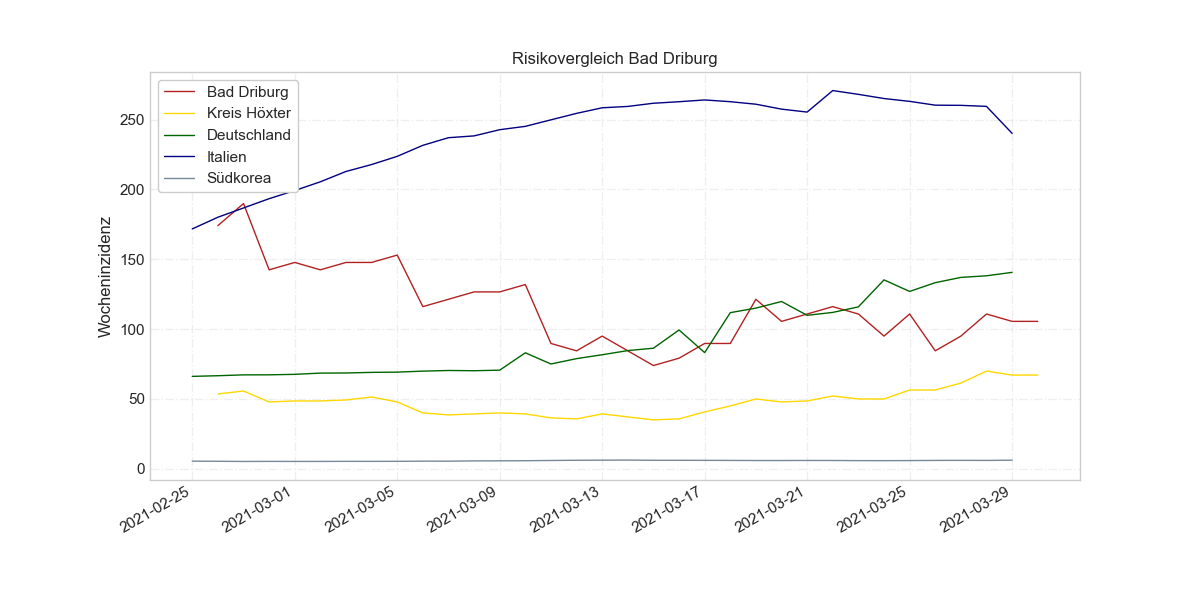 Risikovergleich Bad Driburg
Bad Driburg
Kreis Höxter
Deutschland
Italien
Südkorea
Wocheninzidenz
250
200
150
100
50
0
2021-02-25
2021-03-01
2021-03-05
2021-03-09
2021-03-13
2021-03-17
2021-03-21
2021-03-25
2021-03-29